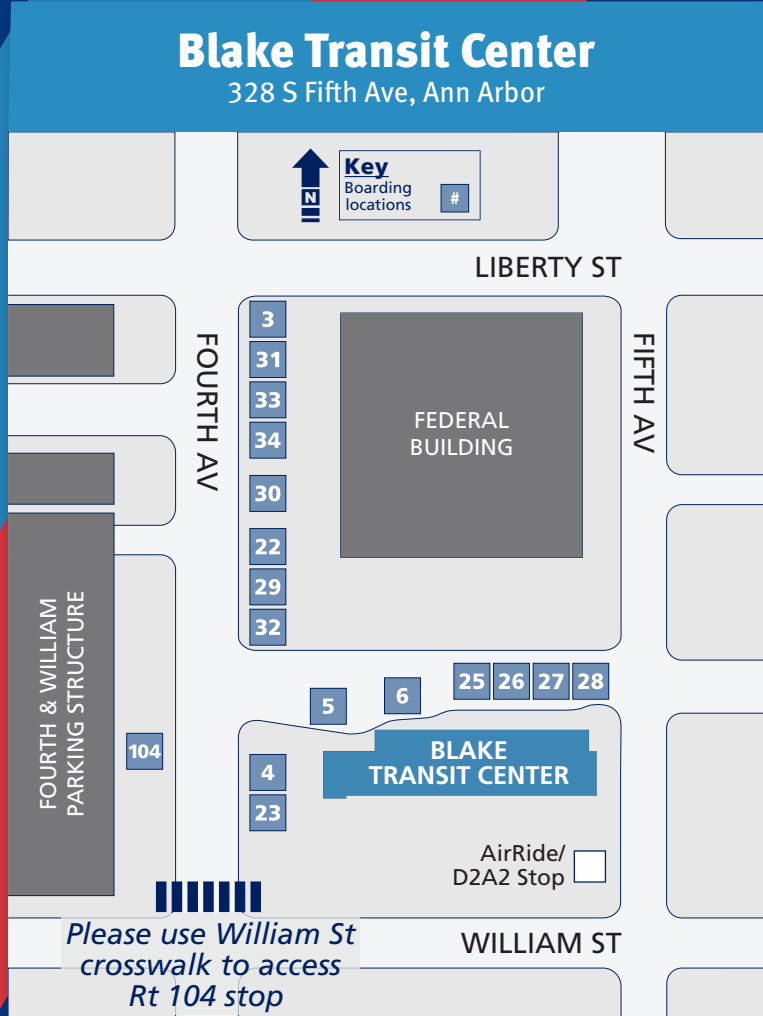 Blake Transit Center
328 S Fifth Ave, Ann Arbor
N
Key
Boarding
locations
#
LIBERTY ST
FOURTH AV
FIFTH AV
3
31
33
34
30
22
29
32
FEDERAL
BUILDING
FOURTH & WILLIAM
PARKING STRUCTURE
104
5
6
25
26
27
28
4
23
BLAKE
TRANSIT CENTER
AirRide/
D2A2 Stop
WILLIAM ST
Please use William St
crosswalk to access
Rt 104 stop